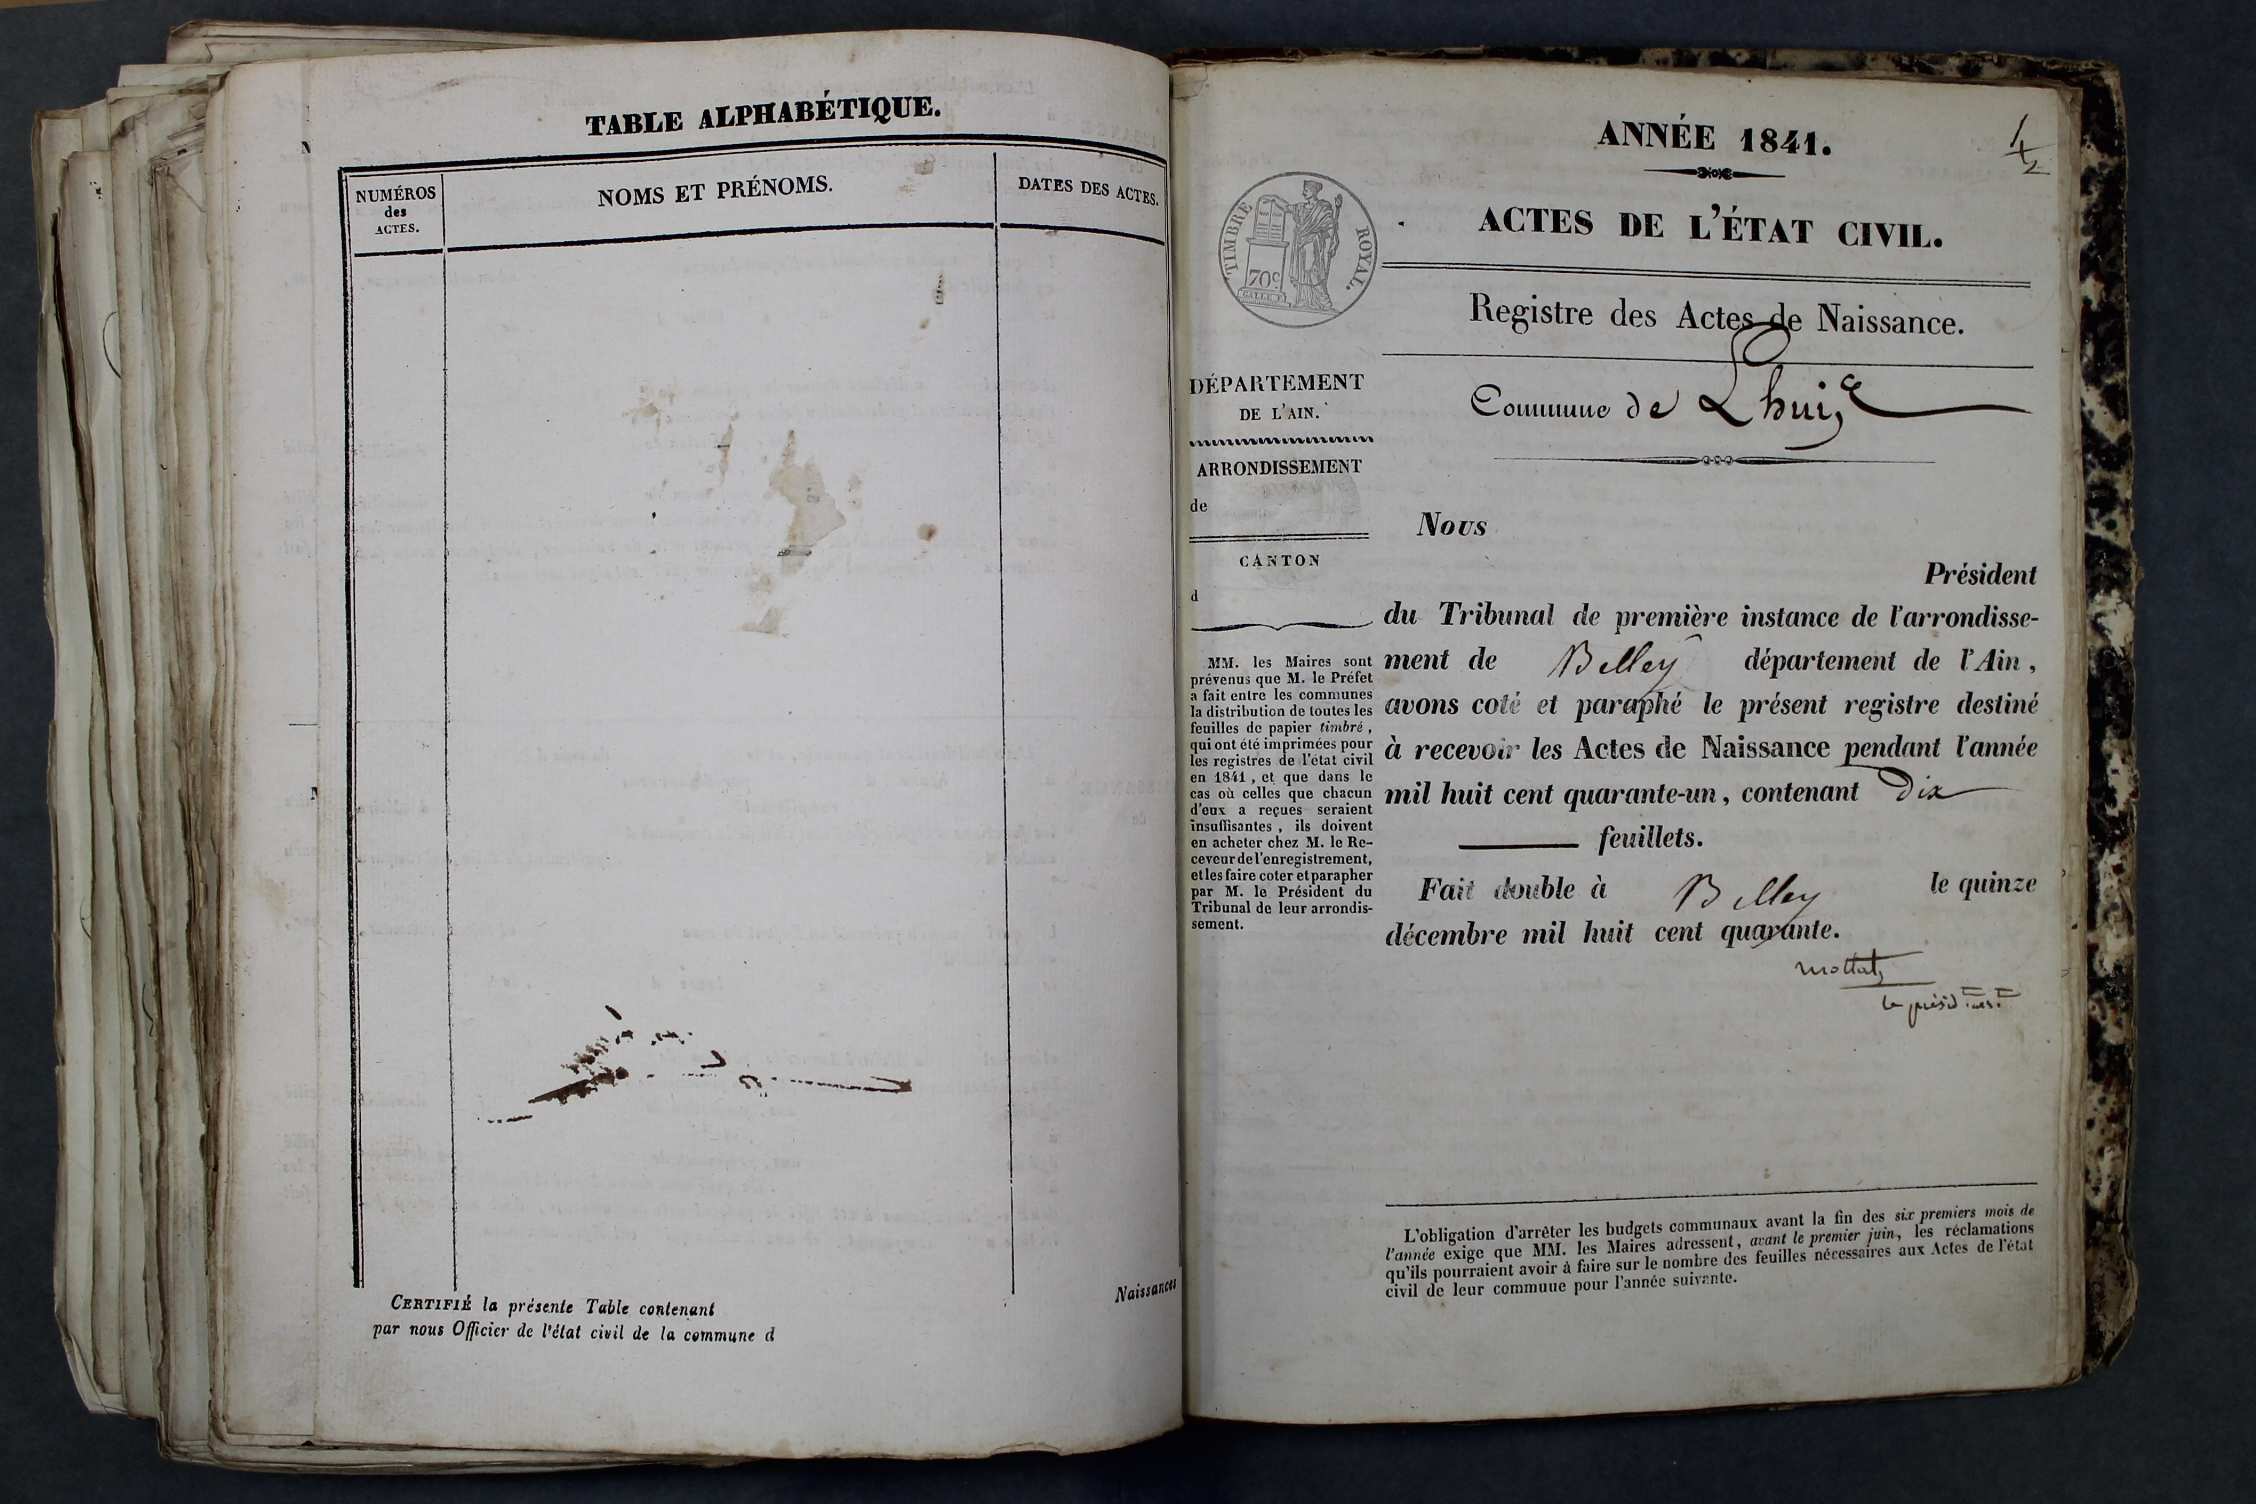 TABLE ALPHABÉTIQUE.
NUMÉROS
des
ACTES.
NOMS ET PRÉNOMS.
DATES DES ACTES.
CERTIFIÉ la présente Table contenant
Naissances
par nous Officier de l'état civil de la commune d
ANNÉE 1841.
ACTES DE L'ÉTAT CIVIL.
TIMBRE ROYAL.
70c.
Registre des Actes de Naissance.
Commune de Lhuis
DÉPARTEMENT
DE L'AIN.
ARRONDISSEMENT
de
CANTON
d
MM. les Maires sont
prévenus que M. le Préfet
a fait entre les communes
la distribution de toutes les
feuilles de papier timbré,
qui ont été imprimées pour
les registres de l'état civil
en 1841, et que dans le
cas où celles que chacun
d'eux a reçues seraient
insuffisantes, ils doivent
en acheter chez M. le Re-
ceveur de l'enregistrement,
et les faire coter et parapher
par M. le Président du
Tribunal de leur arrondis-
sement.
Nous
Président
du Tribunal de première instance de l'arrondisse-
ment de Belley département de l'Ain,
avons coté et paraphé le présent registre destiné
à recevoir les Actes de Naissance pendant l'année
mil huit cent quarante-un, contenant Dix
feuillets.
Fait double à Belley le quinze
décembre mil huit cent quarante.
L'obligation d'arrêter les budgets communaux avant la fin des six premiers mois de
l'année exige que MM. les Maires adressent, avant le premier juin, les réclamations
qu'ils pourraient avoir à faire sur le nombre des feuilles nécessaires aux Actes de l'état
civil de leur commune pour l'année suivante.